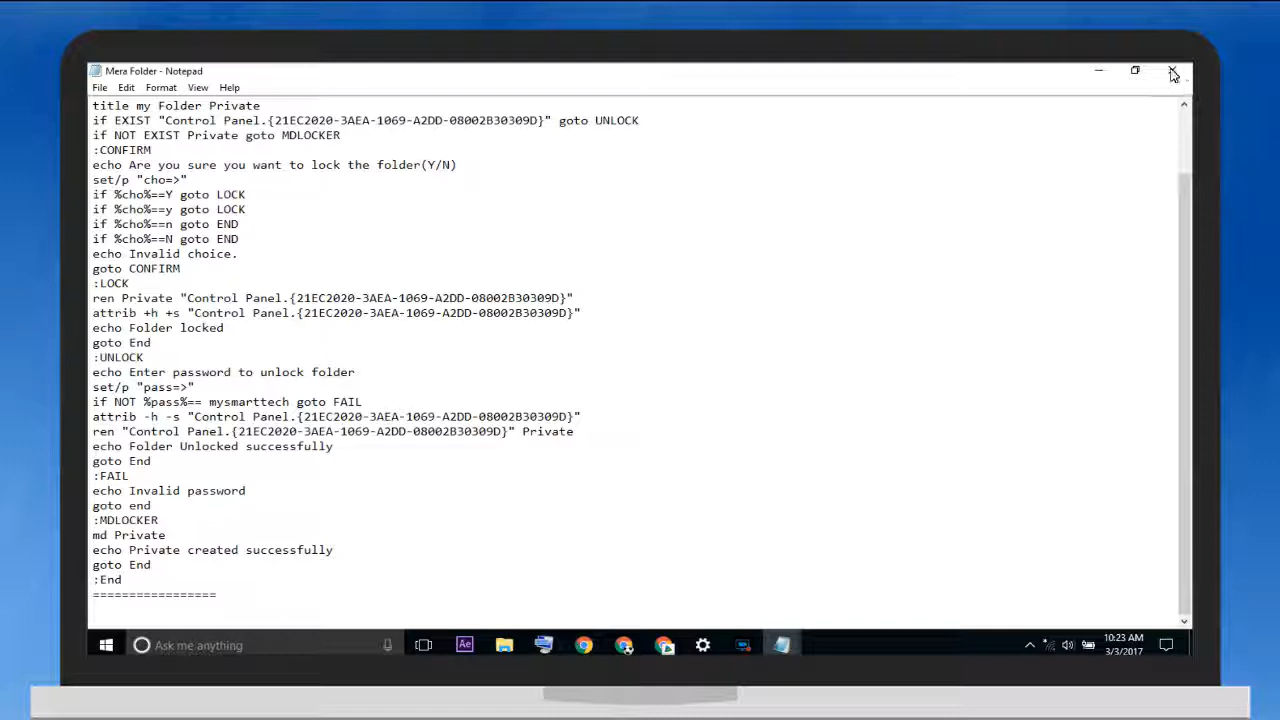 Mera Folder - Notepad
File Edit Format View Help
title my Folder Private
if EXIST "Control Panel.{21EC2020-3AEA-1069-A2DD-08002B30309D}" goto UNLOCK
if NOT EXIST Private goto MDLOCKER
:CONFIRM
echo Are you sure you want to lock the folder(Y/N)
set/p "cho=>"
if %cho%==Y goto LOCK
if %cho%==y goto LOCK
if %cho%==n goto END
if %cho%==N goto END
echo Invalid choice.
goto CONFIRM
:LOCK
ren Private "Control Panel.{21EC2020-3AEA-1069-A2DD-08002B30309D}"
attrib +h +s "Control Panel.{21EC2020-3AEA-1069-A2DD-08002B30309D}"
echo Folder locked
goto End
:UNLOCK
echo Enter password to unlock folder
set/p "pass=>"
if NOT %pass%== mysmarttech goto FAIL
attrib -h -s "Control Panel.{21EC2020-3AEA-1069-A2DD-08002B30309D}"
ren "Control Panel.{21EC2020-3AEA-1069-A2DD-08002B30309D}" Private
echo Folder Unlocked successfully
goto End
:FAIL
echo Invalid password
goto end
:MDLOCKER
md Private
echo Private created successfully
goto End
:End
=================
Ask me anything
Ae
10:23 AM
3/3/2017